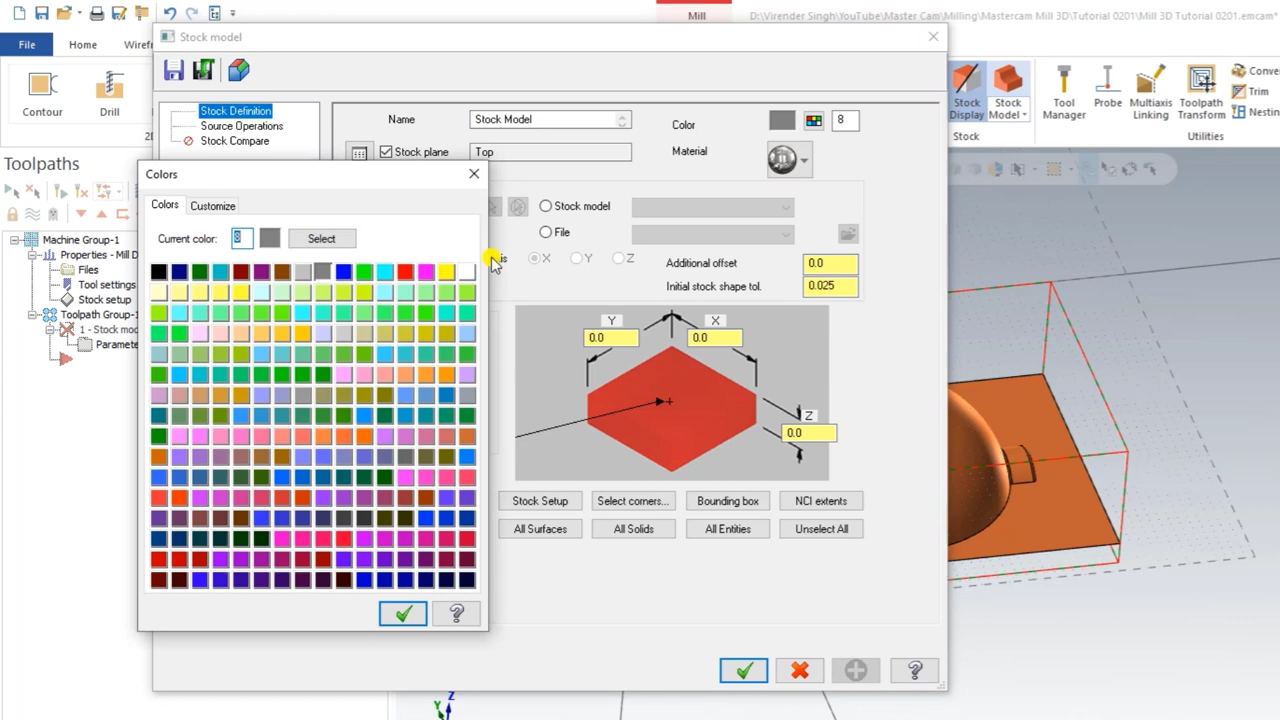 Mill
D:\Virender Singh\YouTube\Master Cam\Milling\Mastercam Mill 3D\Tutorial 0201\Mill 3D Tutorial 0201.emcam*
File
Home
Wirefr
Contour
Drill
Stock
Display
Stock
Model
Stock
Tool
Manager
Probe
Multiaxis
Linking
Toolpath
Transform
Conver
Trim
Nestin
Utilities
Toolpaths
Machine Group-1
Properties - Mill D
Files
Tool settings
Stock setup
Toolpath Group-1
1 - Stock mod
Parameter
Stock model
Stock Definition
Source Operations
Stock Compare
Name
Stock Model
Color
8
Stock plane
Top
Material
Stock model
File
is
X
Y
Z
Additional offset
0.0
Initial stock shape tol.
0.025
Y
X
0.0
0.0
Z
0.0
Stock Setup
Select corners...
Bounding box
NCI extents
All Surfaces
All Solids
All Entities
Unselect All
Colors
Colors
Customize
Current color:
8
Select
Z
Y